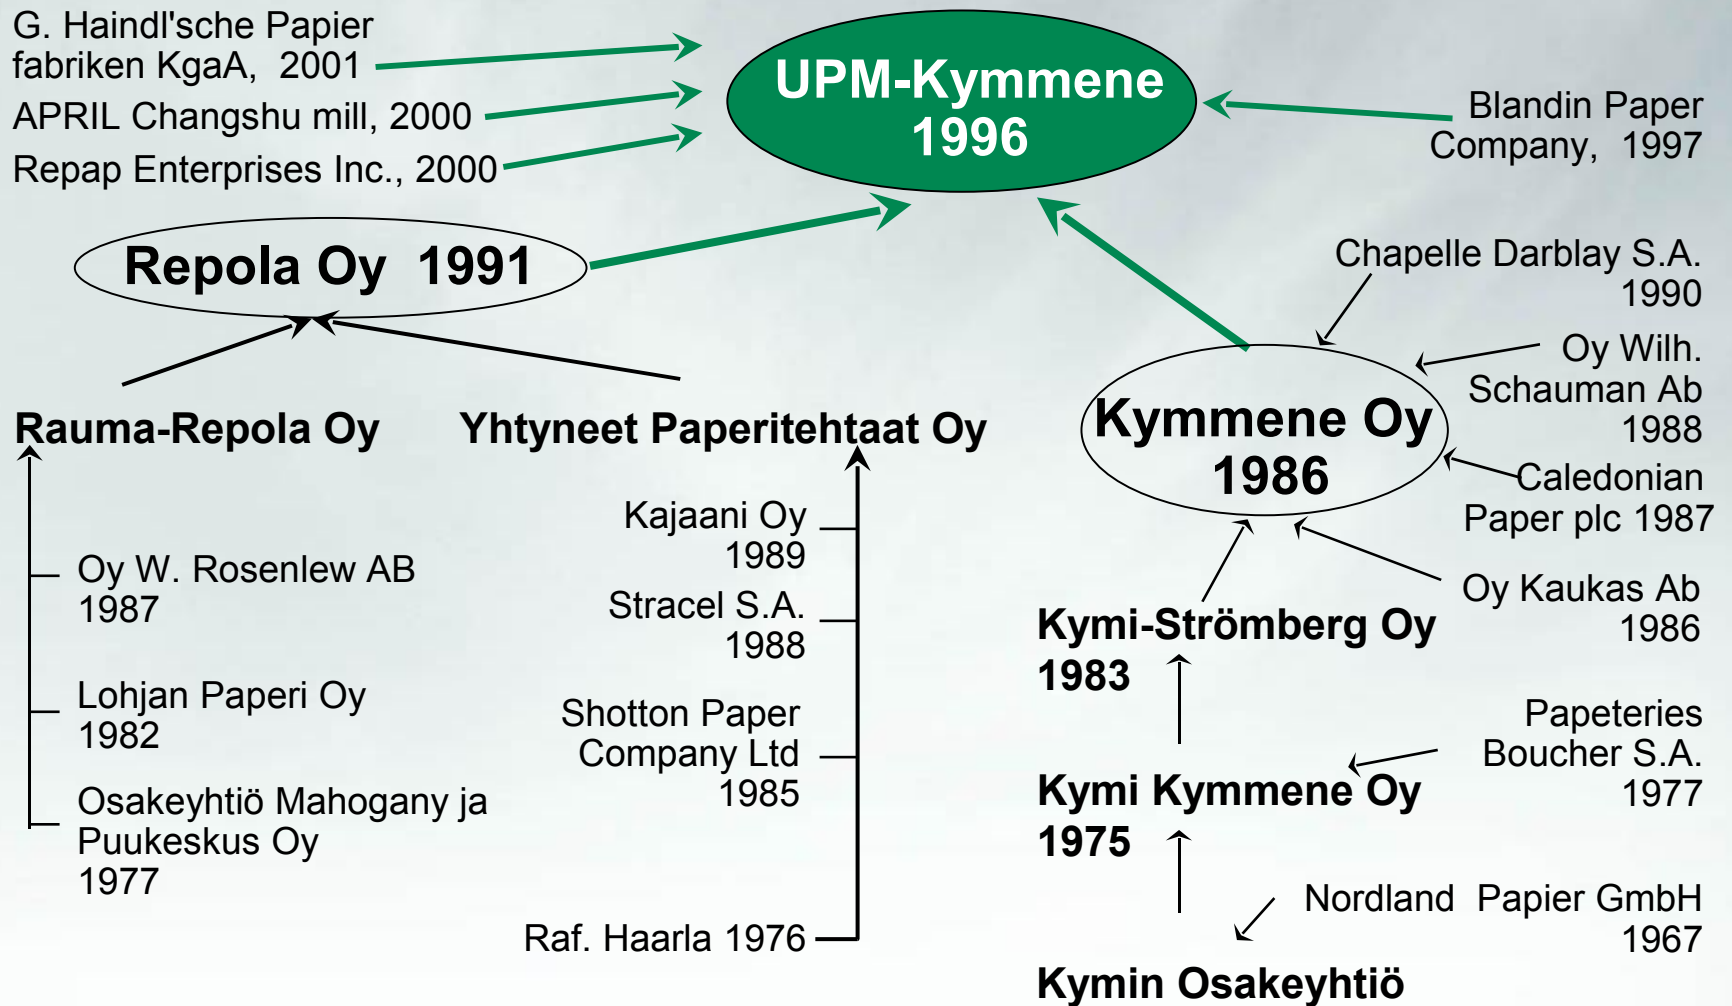 G. Haindl'sche Papier
fabriken KgaA,  2001
APRIL Changshu mill, 2000
Repap Enterprises Inc., 2000
UPM-Kymmene
1996
Blandin Paper
Company,  1997
Repola Oy  1991
Rauma-Repola Oy
Oy W. Rosenlew AB
1987
Lohjan Paperi Oy
1982
Osakeyhtiö Mahogany ja
Puukeskus Oy
1977
Yhtyneet Paperitehtaat Oy
Kajaani Oy
1989
Stracel S.A.
1988
Shotton Paper
Company Ltd
1985
Raf. Haarla 1976
Chapelle Darblay S.A.
1990
Oy Wilh.
Schauman Ab
1988
Kymmene Oy
1986
Caledonian
Paper plc 1987
Oy Kaukas Ab
1986
Kymi-Strömberg Oy
1983
Papeteries
Boucher S.A.
1977
Kymi Kymmene Oy
1975
Nordland  Papier GmbH
1967
Kymin Osakeyhtiö